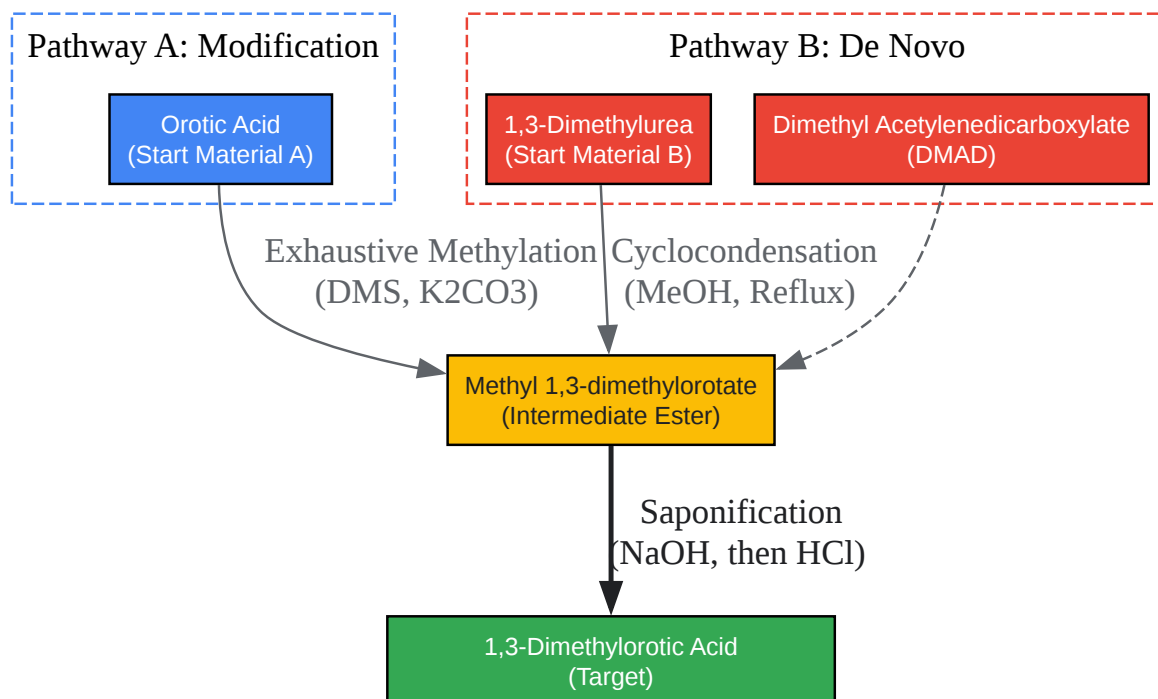 Pathway A: Modification
Pathway B: De Novo
Orotic Acid
(Start Material A)
1,3-Dimethylurea
(Start Material B)
Dimethyl Acetylenedicarboxylate
(DMAD)
Exhaustive Methylation
(DMS, K2CO3)
Cyclocondensation
(MeOH, Reflux)
Methyl 1,3-dimethylorotate
(Intermediate Ester)
Saponification
(NaOH, then HCl)
1,3-Dimethylorotic Acid
(Target)